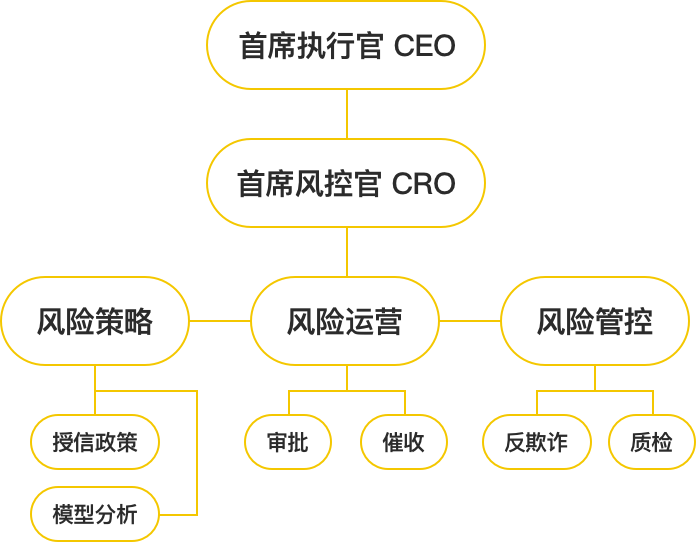 首席执行官 CEO
首席风控官 CRO
风险策略
风险运营
风险管控
授信政策
审批
催收
反欺诈
质检
模型分析